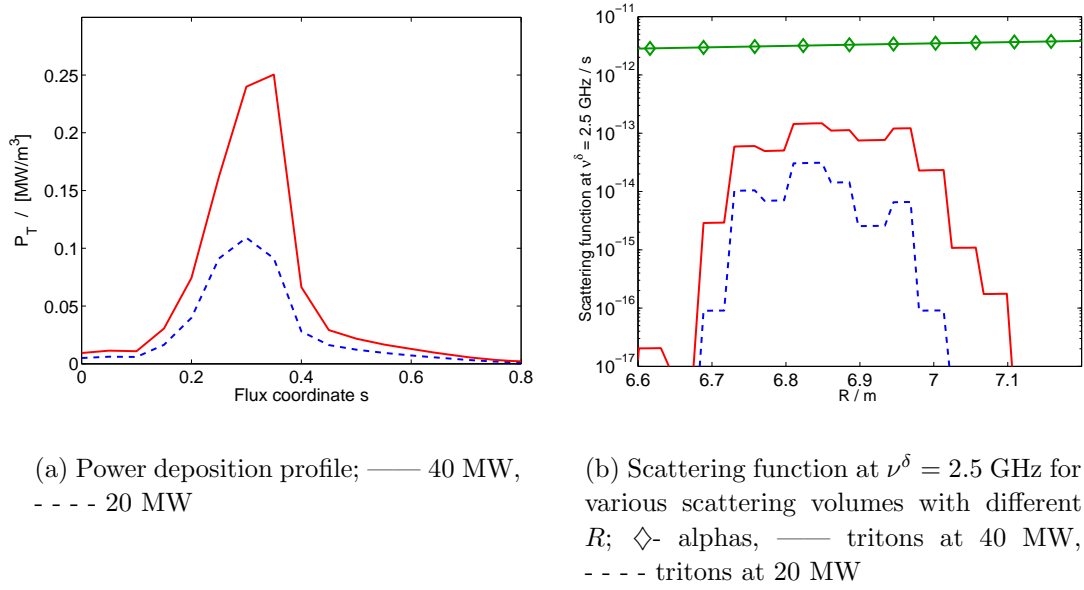 0.25
0.2
0.15
0.1
0.05
0
P_T / [MW/m³]
0 0.2 0.4 0.6 0.8
Flux coordinate s
10⁻¹¹
10⁻¹²
10⁻¹³
10⁻¹⁴
10⁻¹⁵
10⁻¹⁶
10⁻¹⁷
Scattering function at ν^δ = 2.5 GHz / s
6.6 6.7 6.8 6.9 7 7.1
R / m
(a) Power deposition profile; —— 40 MW,
- - - - 20 MW
(b) Scattering function at ν^δ = 2.5 GHz for
various scattering volumes with different
R; ◇- alphas, —— tritons at 40 MW,
- - - - tritons at 20 MW